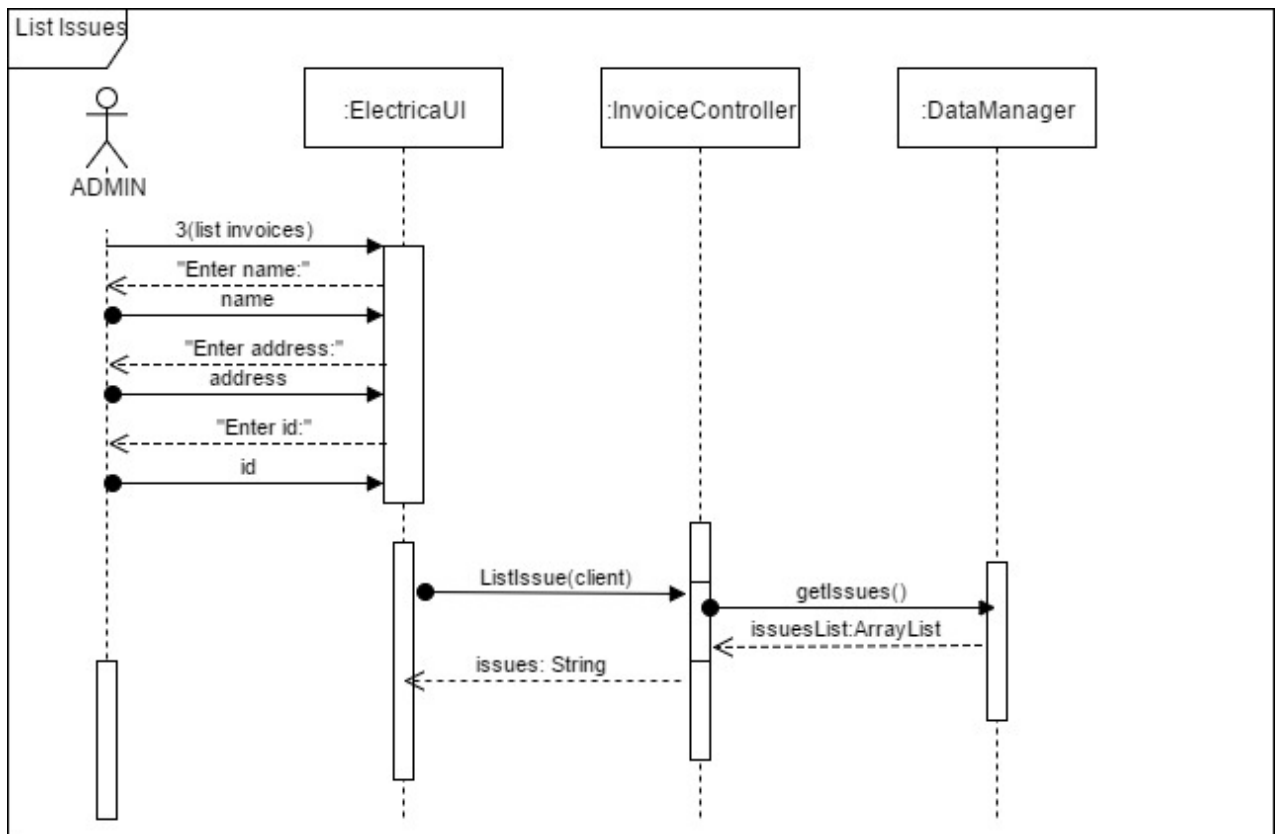 List Issues
:ElectricaUI
:InvoiceController
:DataManager
ADMIN
3(list invoices)
"Enter name:"
name
"Enter address:"
address
"Enter id:"
id
ListIssue(client)
getIssues()
issuesList:ArrayList
issues: String